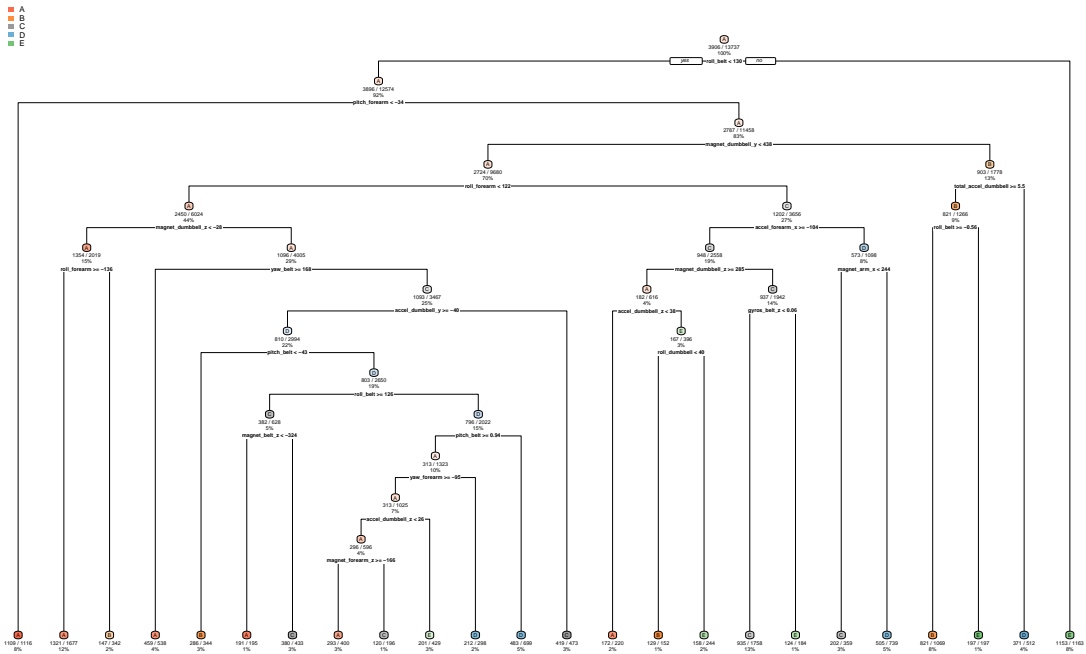 A
B
C
D
E
A
3906 / 13737
100%
yes
roll_belt < 130
no
A
3896 / 12574
92%
pitch_forearm < −34
A
2787 / 11458
83%
magnet_dumbbell_y < 438
A
2724 / 9680
70%
B
903 / 1778
13%
roll_forearm < 122
total_accel_dumbbell >= 5.5
A
2450 / 6024
44%
C
1202 / 3656
27%
B
821 / 1266
9%
magnet_dumbbell_z < −28
accel_forearm_x >= −104
roll_belt >= −0.56
A
1354 / 2019
15%
A
1096 / 4005
29%
C
948 / 2558
19%
D
573 / 1098
8%
roll_forearm >= −136
yaw_belt >= 168
magnet_dumbbell_z >= 285
magnet_arm_x < 244
C
1093 / 3467
25%
A
182 / 616
4%
C
937 / 1942
14%
accel_dumbbell_y >= −40
accel_dumbbell_z < 38
gyros_belt_z < 0.06
D
810 / 2994
22%
E
167 / 396
3%
pitch_belt < −43
roll_dumbbell < 40
D
803 / 2650
19%
roll_belt >= 126
C
382 / 628
5%
D
796 / 2022
15%
magnet_belt_z < −324
pitch_belt >= 0.94
A
313 / 1323
10%
yaw_forearm >= −95
A
313 / 1025
7%
accel_dumbbell_z < 26
A
296 / 596
4%
magnet_forearm_z >= −166
A
1109 / 1116
8%
A
1321 / 1677
12%
B
147 / 342
2%
A
459 / 538
4%
B
286 / 344
3%
A
191 / 195
1%
C
380 / 433
3%
A
293 / 400
3%
C
120 / 196
1%
E
201 / 429
3%
D
212 / 298
2%
D
483 / 699
5%
C
419 / 473
3%
A
172 / 220
2%
B
129 / 152
1%
E
158 / 244
2%
C
935 / 1758
13%
E
124 / 184
1%
C
202 / 359
3%
D
505 / 739
5%
B
821 / 1069
8%
E
197 / 197
1%
D
371 / 512
4%
E
1153 / 1163
8%